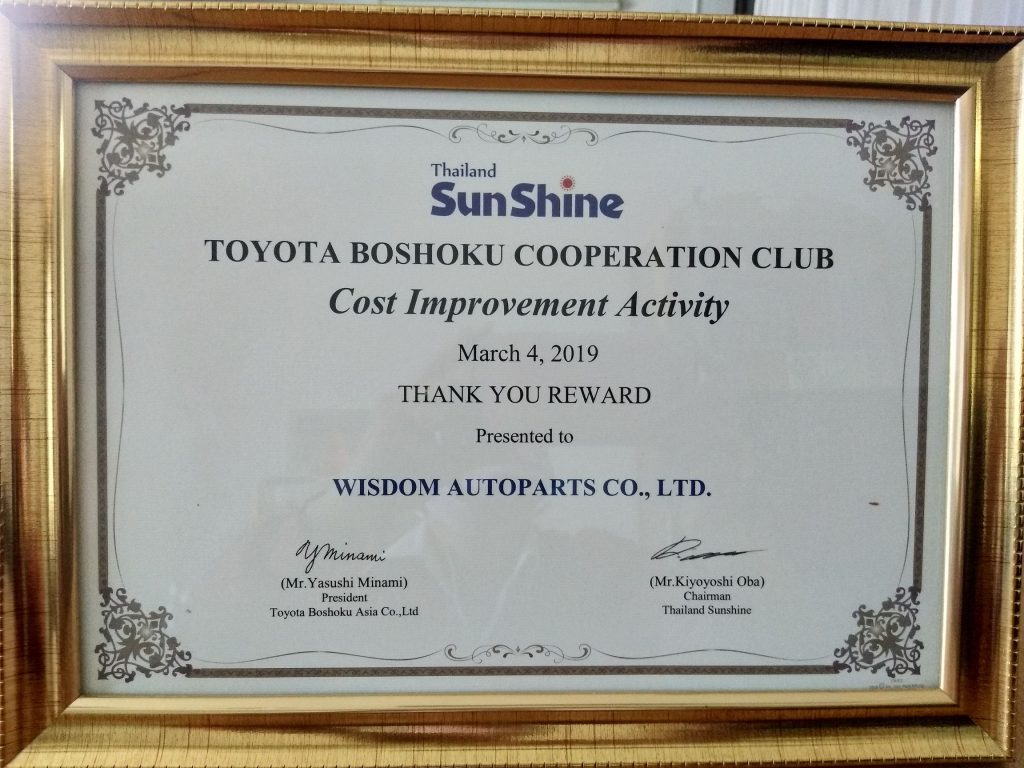 Thailand
SunShine
TOYOTA BOSHOKU COOPERATION CLUB
Cost Improvement Activity
March 4, 2019
THANK YOU REWARD
Presented to
WISDOM AUTOPARTS CO., LTD.
YMinami
(Mr.Yasushi Minami)
President
Toyota Boshoku Asia Co.,Ltd
(Mr.Kiyoyoshi Oba)
Chairman
Thailand Sunshine